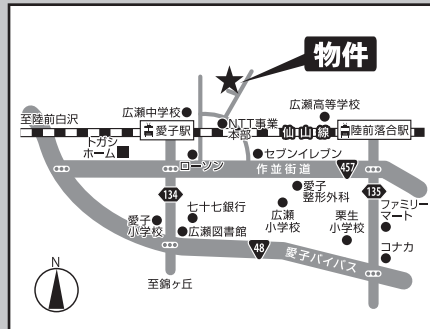 物件
広瀬中学校
広瀬高等学校
至陸前白沢
愛子駅
NTT事業
本部
仙山線
陸前落合駅
トガシ
ホーム
ローソン
セブンイレブン
作並街道
457
134
愛子
整形外科
135
ファミリー
マート
七十七銀行
広瀬
小学校
愛子
小学校
栗生
小学校
広瀬図書館
コナカ
48
愛子バイパス
N
至錦ヶ丘